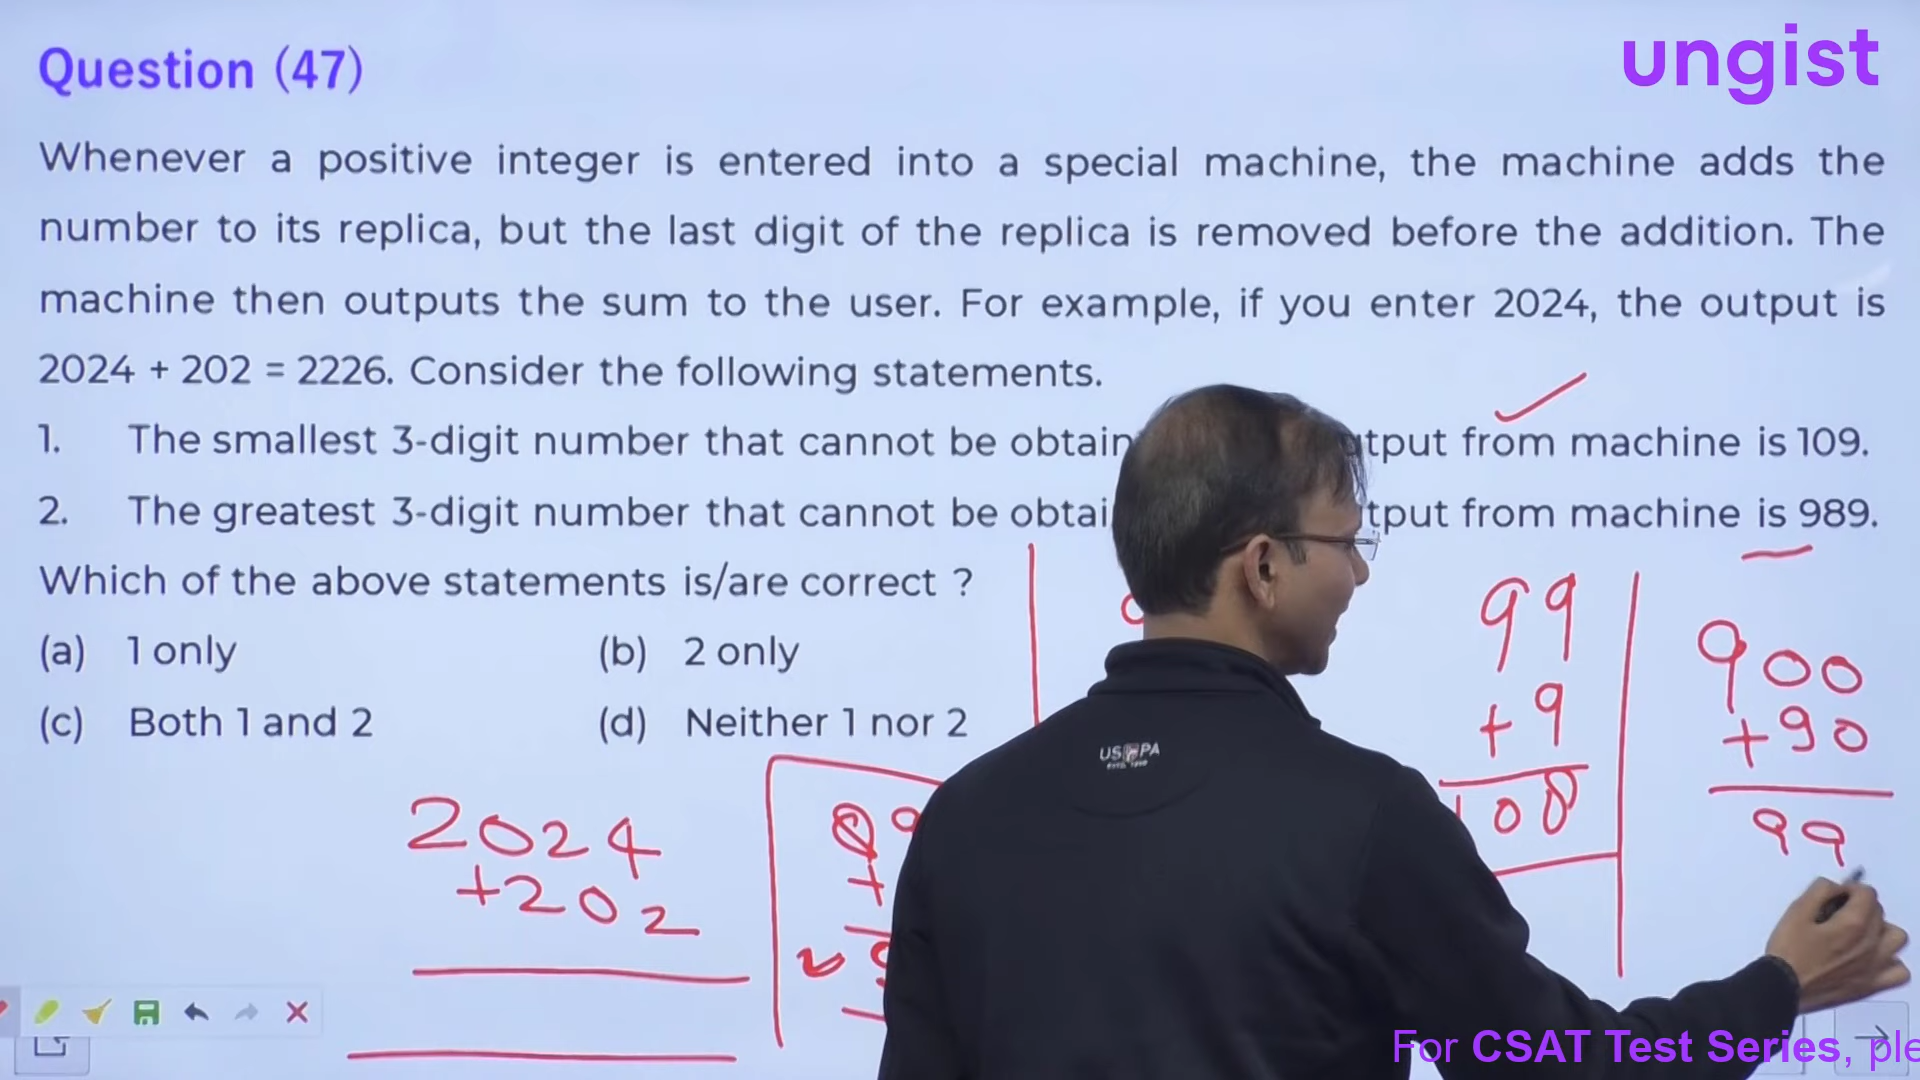 Question (47)
ungist
Whenever a positive integer is entered into a special machine, the machine adds the
number to its replica, but the last digit of the replica is removed before the addition. The
machine then outputs the sum to the user. For example, if you enter 2024, the output is
2024 + 202 = 2226. Consider the following statements.
1. The smallest 3-digit number that cannot be obtain utput from machine is 109.
2. The greatest 3-digit number that cannot be obtai tput from machine is 989.
Which of the above statements is/are correct ?
(a) 1 only (b) 2 only
(c) Both 1 and 2 (d) Neither 1 nor 2
99
+9
108
900
+90
99
2024
+202
US PA
For CSAT Test Series, ple